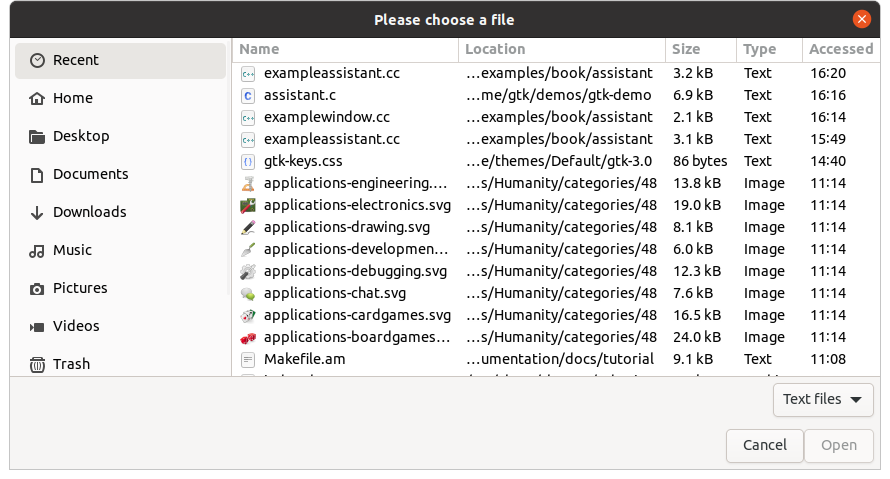 Please choose a file
Recent
Home
Desktop
Documents
Downloads
Music
Pictures
Videos
Trash
Name Location Size Type Accessed
exampleassistant.cc …examples/book/assistant 3.2 kB Text 16:20
assistant.c …me/gtk/demos/gtk-demo 6.9 kB Text 16:16
examplewindow.cc …examples/book/assistant 2.1 kB Text 16:14
exampleassistant.cc …examples/book/assistant 3.1 kB Text 15:49
gtk-keys.css …e/themes/Default/gtk-3.0 86 bytes Text 14:40
applications-engineering.… …s/Humanity/categories/48 13.8 kB Image 11:14
applications-electronics.svg …s/Humanity/categories/48 19.0 kB Image 11:14
applications-drawing.svg …s/Humanity/categories/48 8.1 kB Image 11:14
applications-developmen… …s/Humanity/categories/48 6.0 kB Image 11:14
applications-debugging.svg …s/Humanity/categories/48 12.3 kB Image 11:14
applications-chat.svg …s/Humanity/categories/48 7.6 kB Image 11:14
applications-cardgames.svg …s/Humanity/categories/48 16.5 kB Image 11:14
applications-boardgames… …s/Humanity/categories/48 24.0 kB Image 11:14
Makefile.am …umentation/docs/tutorial 9.1 kB Text 11:08
Text files
Cancel Open